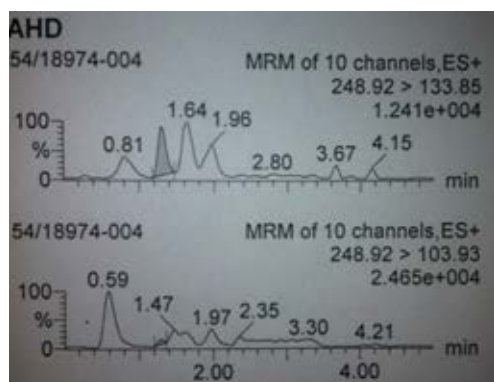 AHD
54/18974-004 MRM of 10 channels,ES+
248.92 > 133.85
1.241e+004
100
%
0
0.81
1.64
1.96
2.80
3.67
4.15
min
54/18974-004 MRM of 10 channels,ES+
248.92 > 103.93
2.465e+004
100
%
0
0.59
1.47
1.97
2.35
3.30
4.21
min
2.00 4.00